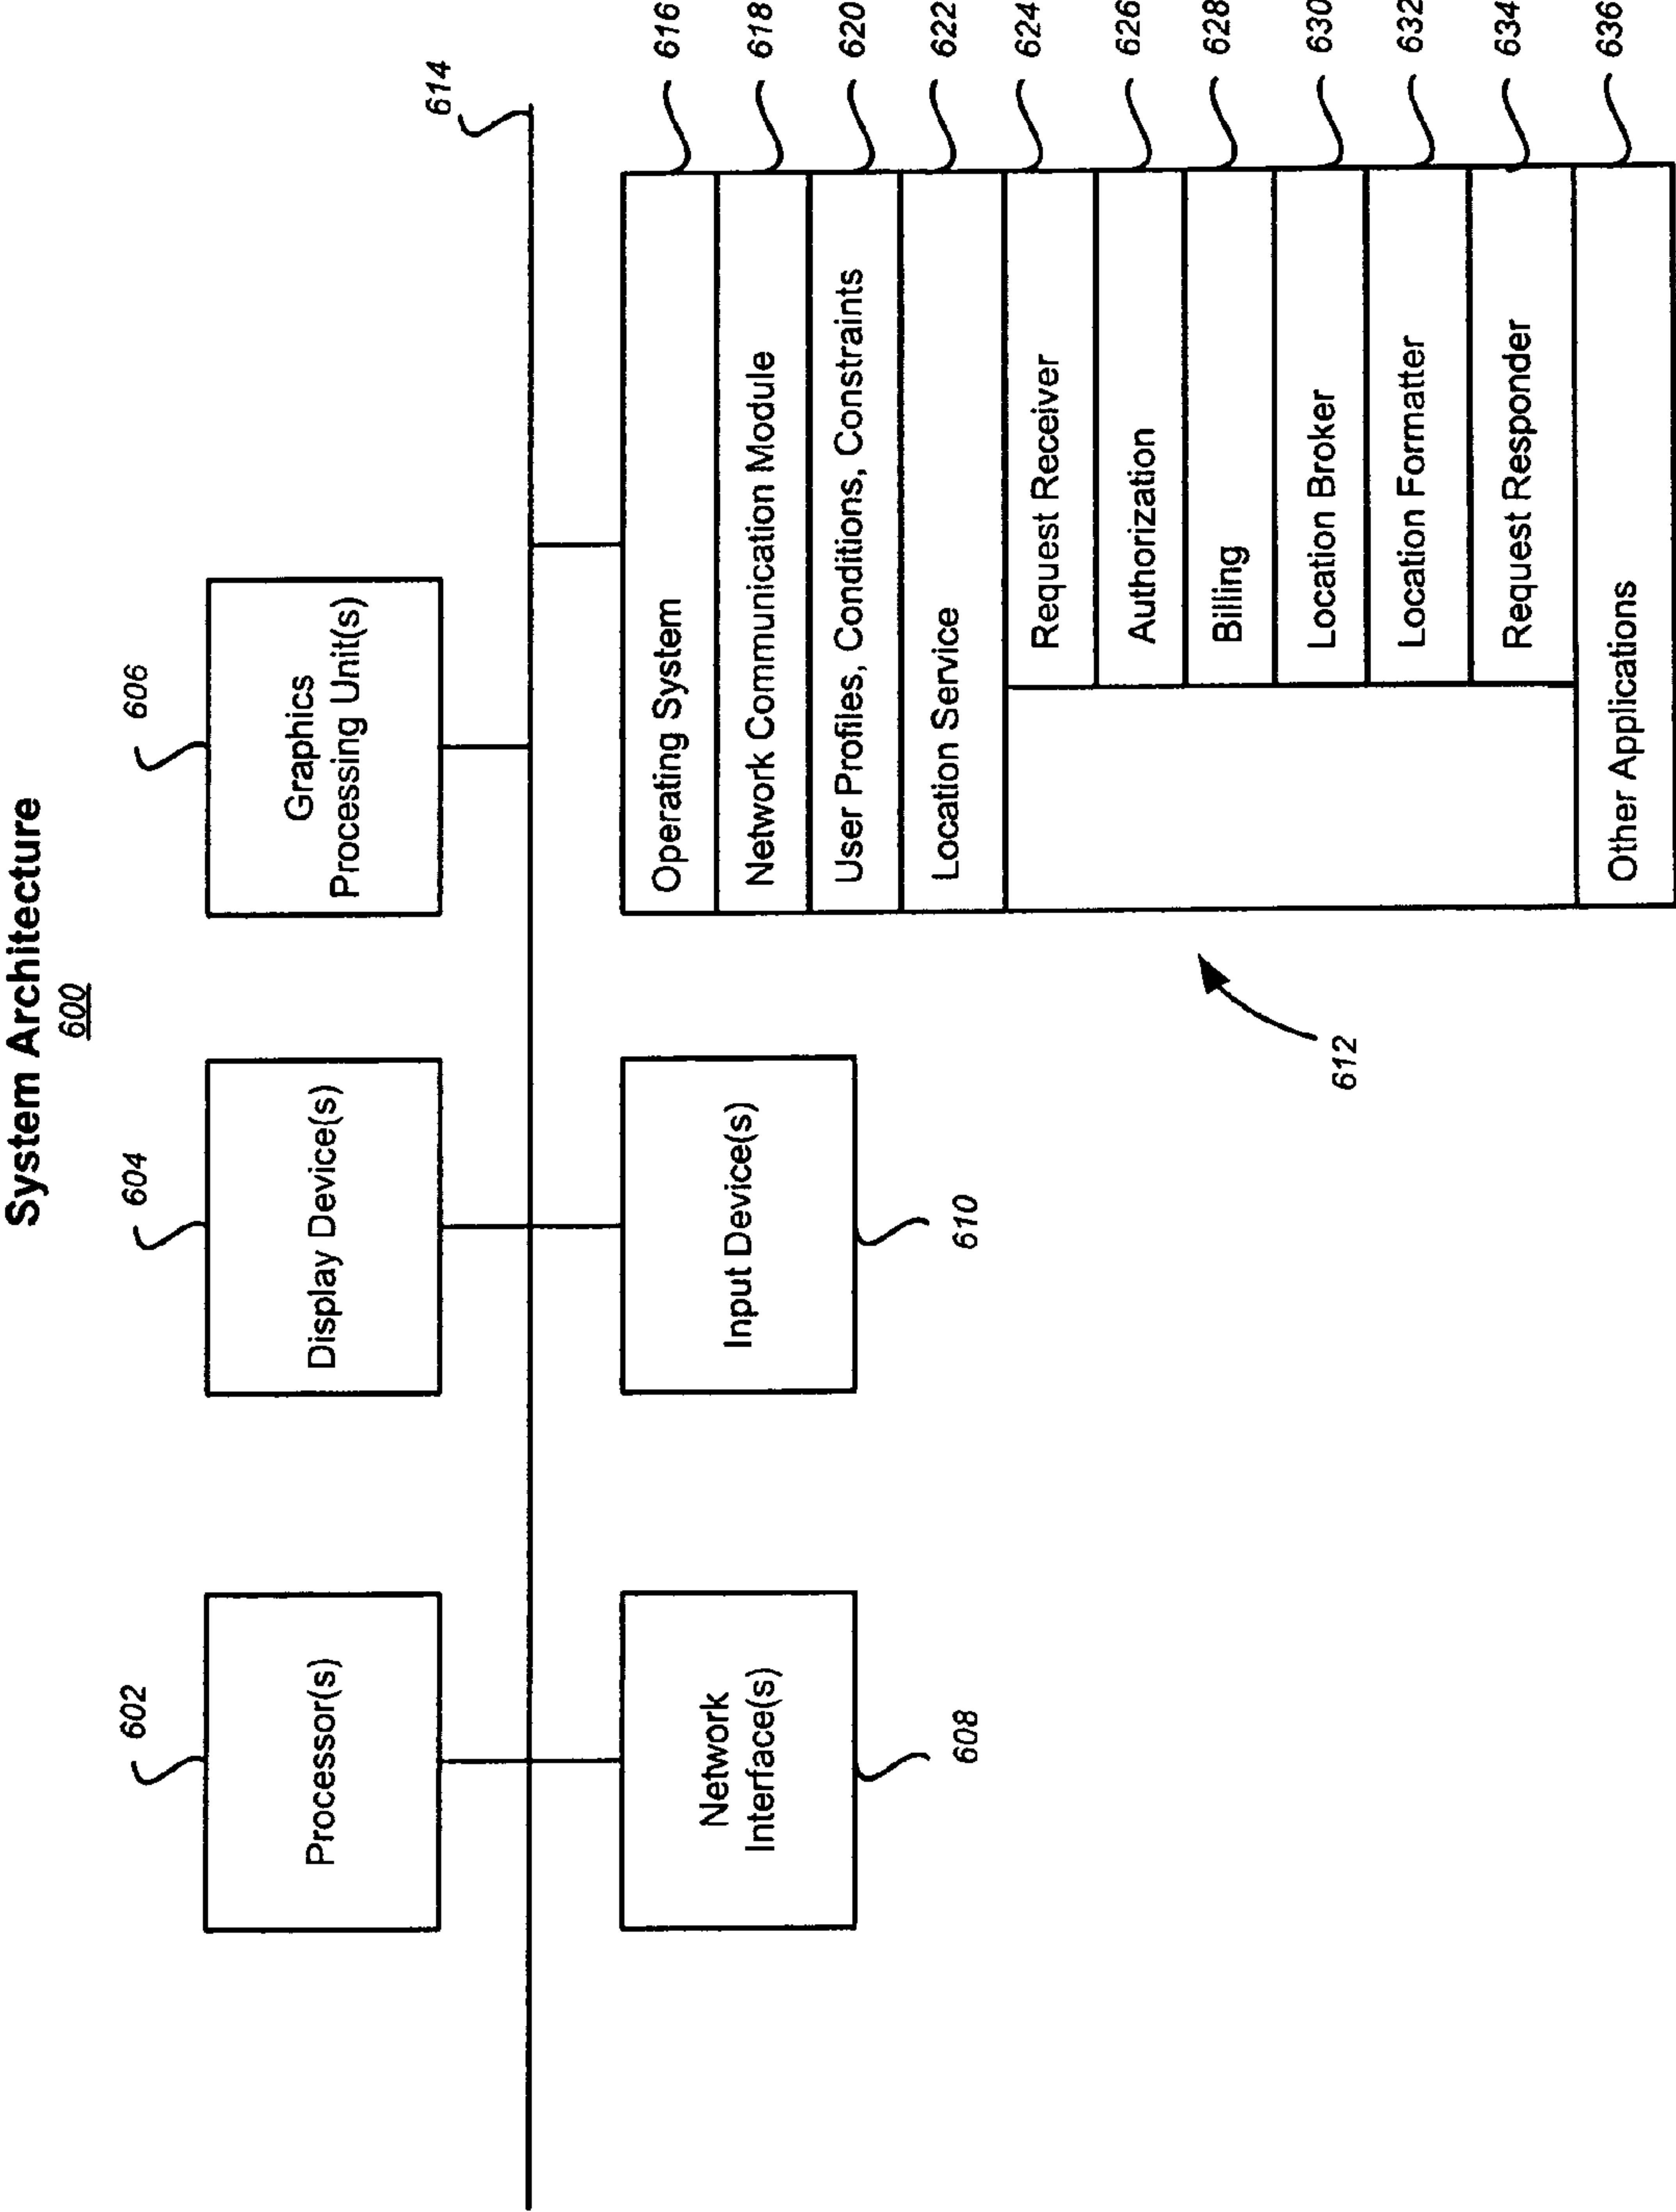 System Architecture
600
602
604
606
Processor(s)
Display Device(s)
Graphics
Processing Unit(s)
614
Network
Interface(s)
608
Input Device(s)
610
612
Operating System
616
Network Communication Module
618
User Profiles, Conditions, Constraints
620
Location Service
622
Request Receiver
624
Authorization
626
Billing
628
Location Broker
630
Location Formatter
632
Request Responder
634
Other Applications
636